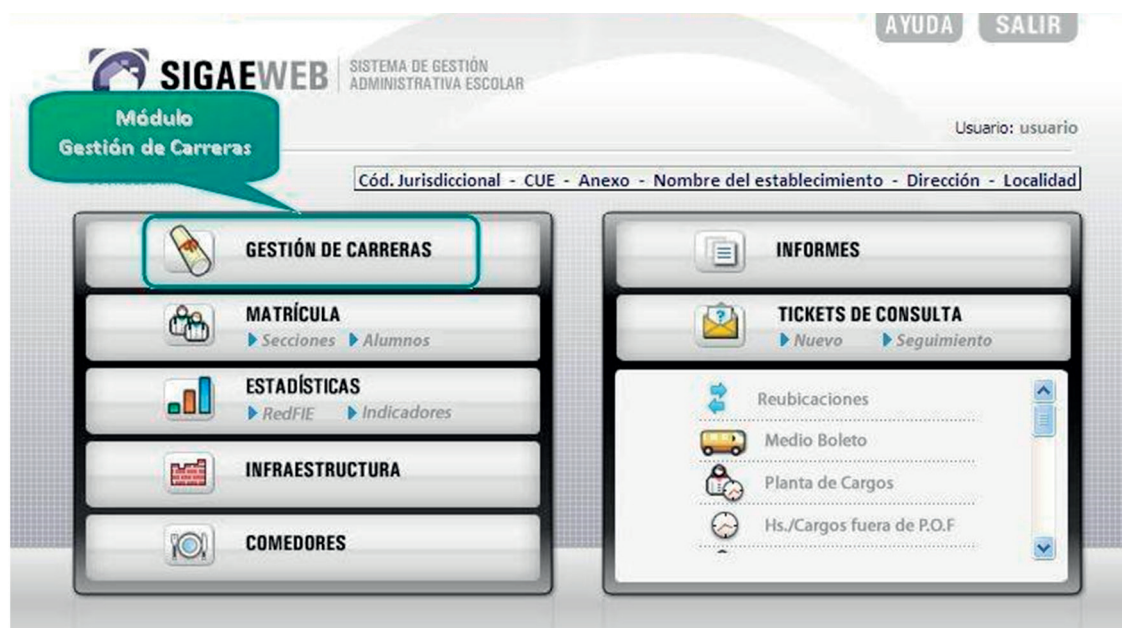 AYUDA SALIR
SIGAEWEB SISTEMA DE GESTIÓN
ADMINISTRATIVA ESCOLAR
Módulo
Gestión de Carreras
Usuario: usuario
Cód. Jurisdiccional - CUE - Anexo - Nombre del establecimiento - Dirección - Localidad
GESTIÓN DE CARRERAS
MATRÍCULA
Secciones Alumnos
ESTADÍSTICAS
RedFIE Indicadores
INFRAESTRUCTURA
COMEDORES
INFORMES
TICKETS DE CONSULTA
Nuevo Seguimiento
Reubicaciones
Medio Boleto
Planta de Cargos
Hs./Cargos fuera de P.O.F